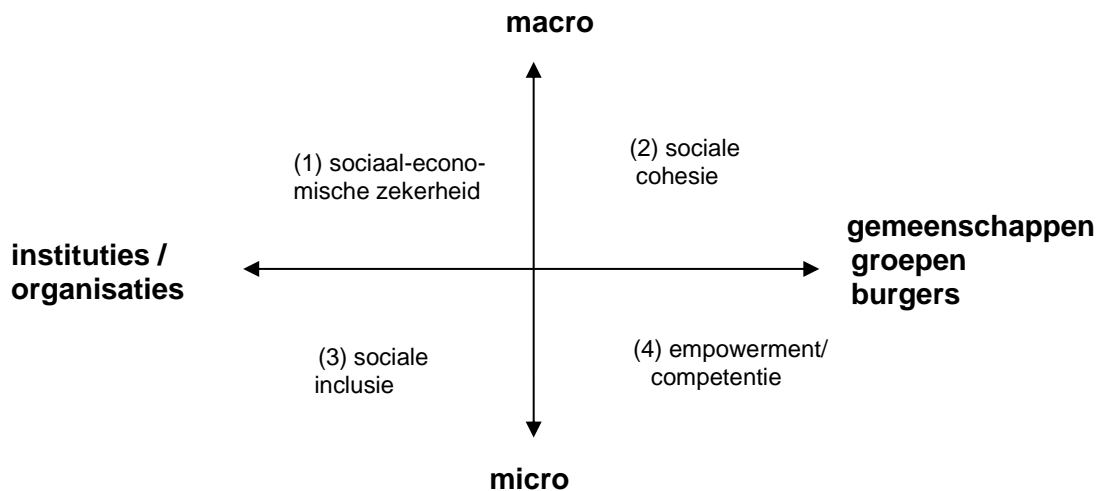 macro
(1) sociaal-econo-
mische zekerheid
(2) sociale
cohesie
instituties /
organisaties
gemeenschappen
groepen
burgers
(3) sociale
inclusie
(4) empowerment/
competentie
micro